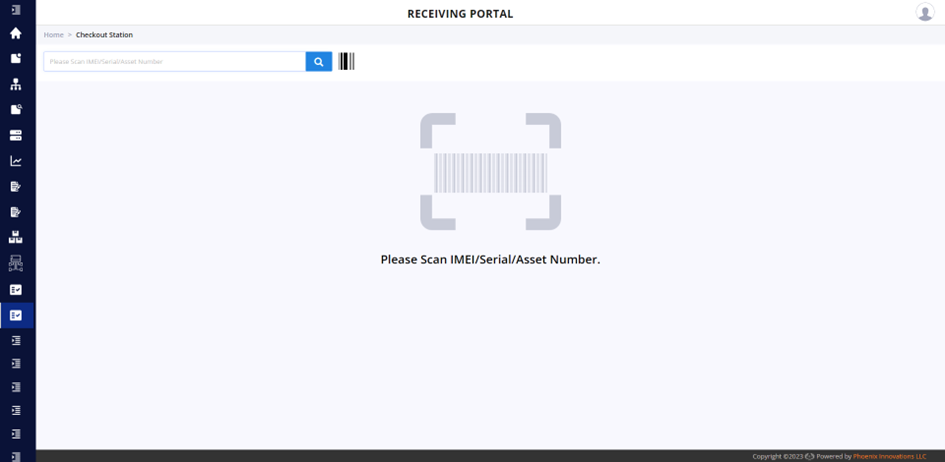 RECEIVING PORTAL
Home > Checkout Station
Please Scan IMEI/Serial/Asset Number
Please Scan IMEI/Serial/Asset Number.
Copyright ©2023 Powered by Phoenix Innovations LLC